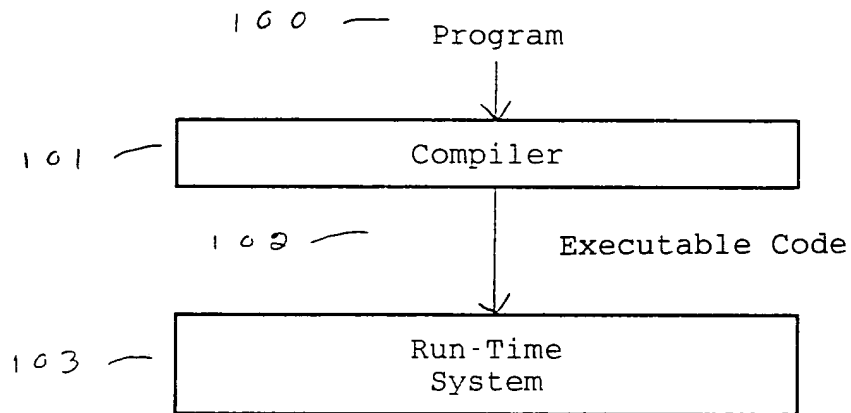 100 Program
101 Compiler
102 Executable Code
103 Run-Time
System